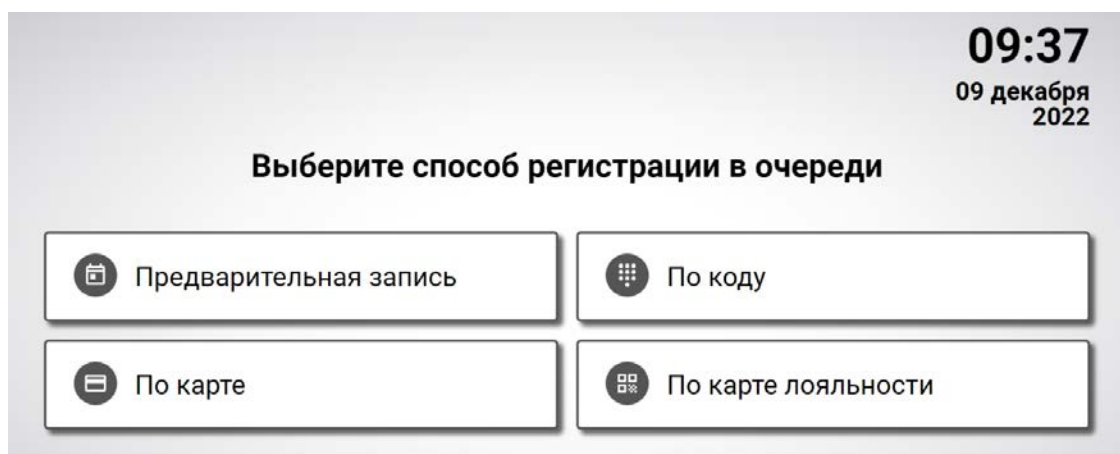 09:37
09 декабря
2022
Выберите способ регистрации в очереди
Предварительная запись
По коду
По карте
По карте лояльности